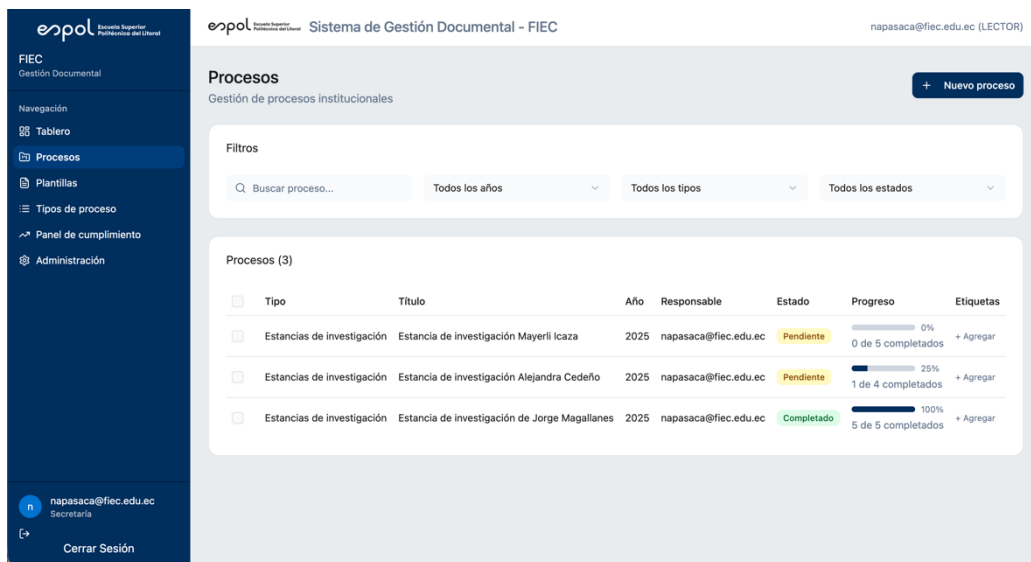 espol Escuela Superior Politécnica del Litoral
FIEC
Gestión Documental
Navegación
Tablero
Procesos
Plantillas
Tipos de proceso
Panel de cumplimiento
Administración
n
napasaca@fiec.edu.ec
Secretaría
Cerrar Sesión
espol Escuela Superior Politécnica del Litoral Sistema de Gestión Documental - FIEC napasaca@fiec.edu.ec (LECTOR)
Procesos
Gestión de procesos institucionales
+ Nuevo proceso
Filtros
Buscar proceso... Todos los años Todos los tipos Todos los estados
Procesos (3)
Tipo Título Año Responsable Estado Progreso Etiquetas
Estancias de investigación Estancia de investigación Mayerli Icaza 2025 napasaca@fiec.edu.ec Pendiente 0% 0 de 5 completados + Agregar
Estancias de investigación Estancia de investigación Alejandra Cedeño 2025 napasaca@fiec.edu.ec Pendiente 25% 1 de 4 completados + Agregar
Estancias de investigación Estancia de investigación de Jorge Magallanes 2025 napasaca@fiec.edu.ec Completado 100% 5 de 5 completados + Agregar